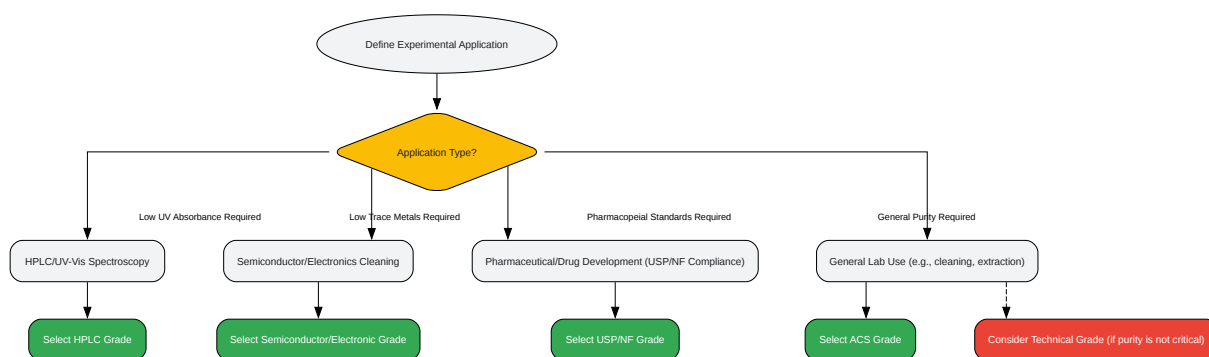 Define Experimental Application
Application Type?
Low UV Absorbance Required
Low Trace Metals Required
Pharmacopeial Standards Required
General Purity Required
HPLC/UV-Vis Spectroscopy
Semiconductor/Electronics Cleaning
Pharmaceutical/Drug Development (USP/NF Compliance)
General Lab Use (e.g., cleaning, extraction)
Select HPLC Grade
Select Semiconductor/Electronic Grade
Select USP/NF Grade
Select ACS Grade
Consider Technical Grade (if purity is not critical)